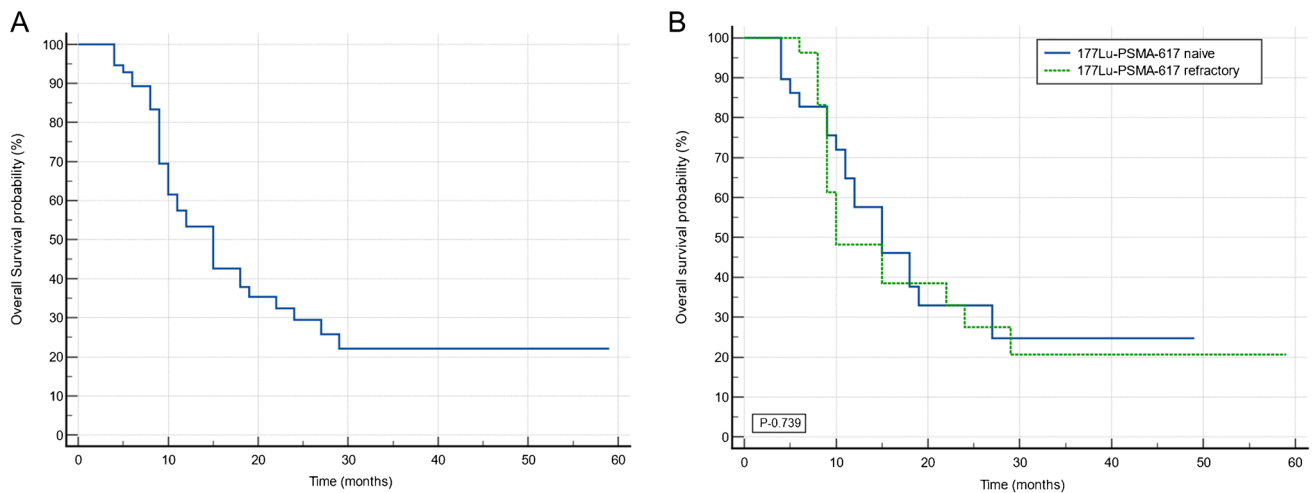 A
100
90
80
70
60
50
40
30
20
10
0
Overall Survival probability (%)
0 10 20 30 40 50 60
Time (months)
B
100
90
80
70
60
50
40
30
20
10
0
Overall survival probability (%)
177Lu-PSMA-617 naive
177Lu-PSMA-617 refractory
P-0.739
0 10 20 30 40 50 60
Time (months)